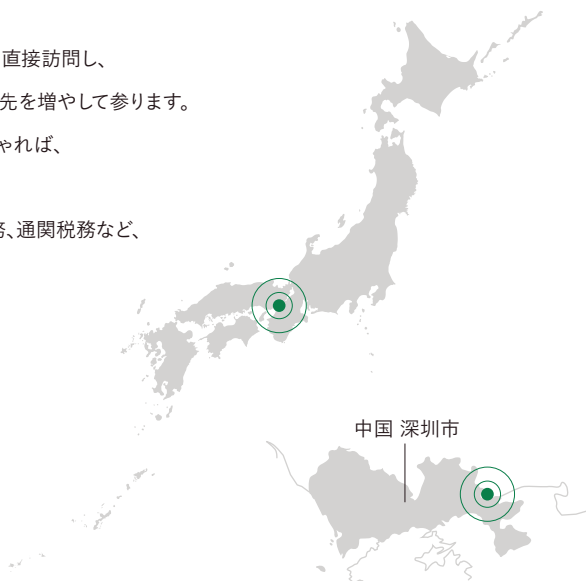 直接訪問し、
先を増やして参ります。
ゃれば、
務、通関税務など、
中国 深圳市